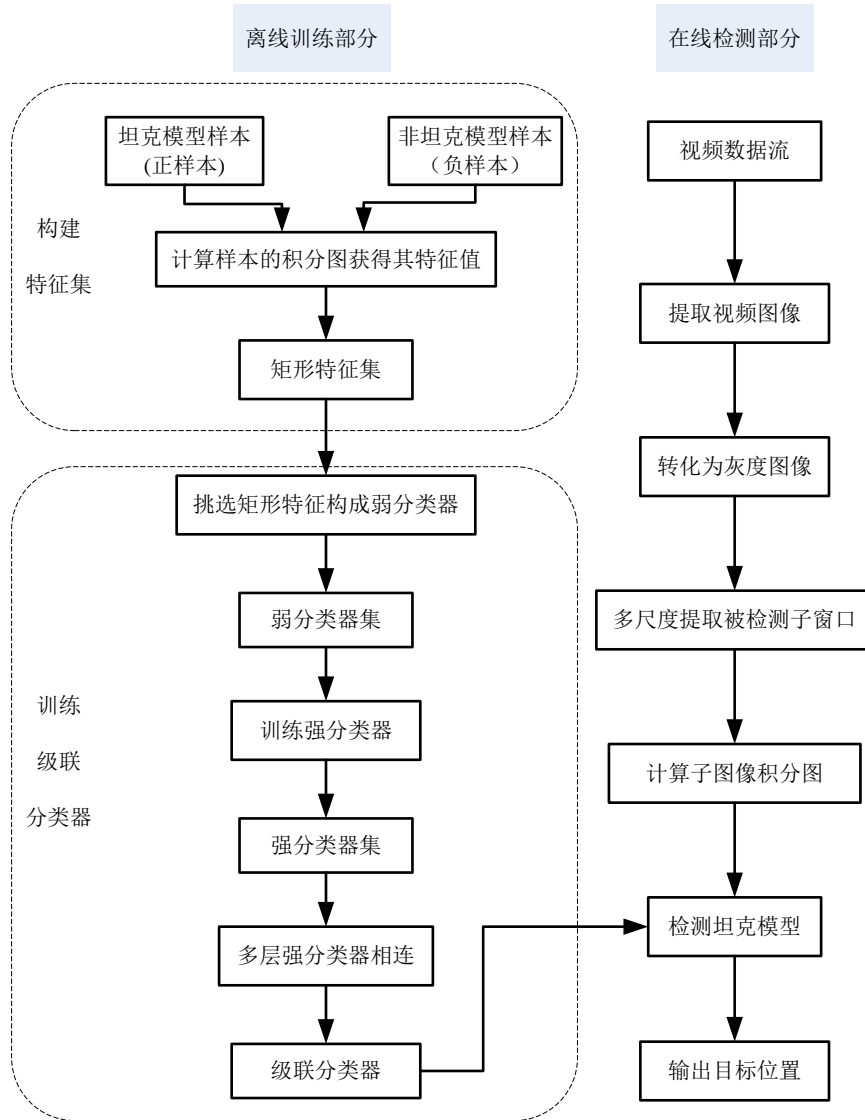 离线训练部分
坦克模型样本
(正样本)
非坦克模型样本
（负样本）
构建
特征集
计算样本的积分图获得其特征值
矩形特征集
挑选矩形特征构成弱分类器
弱分类器集
训练
级联
分类器
训练强分类器
强分类器集
多层强分类器相连
级联分类器
在线检测部分
视频数据流
提取视频图像
转化为灰度图像
多尺度提取被检测子窗口
计算子图像积分图
检测坦克模型
输出目标位置